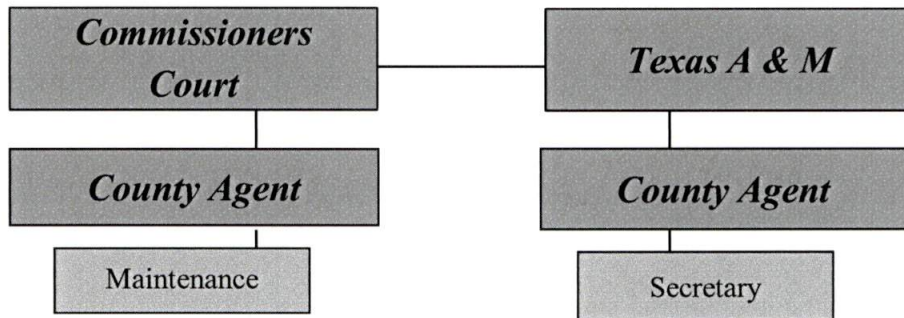 Commissioners
Court
Texas A & M
County Agent
County Agent
Maintenance
Secretary